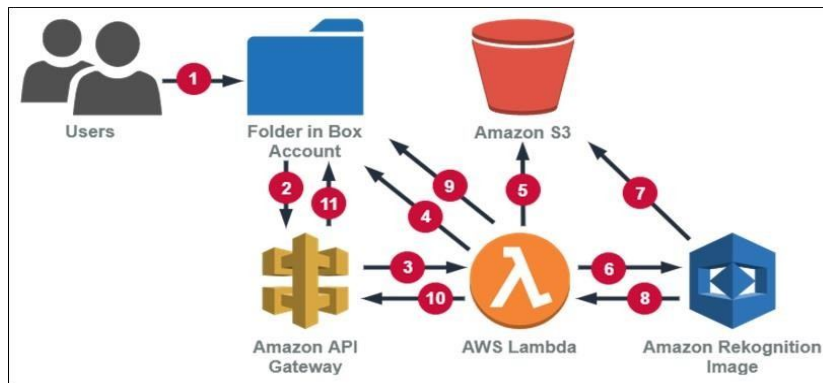 1
Users
Folder in Box
Account
Amazon S3
2
11
9
4
5
7
3
10
6
8
Amazon API
Gateway
AWS Lambda
Amazon Rekognition
Image
λ